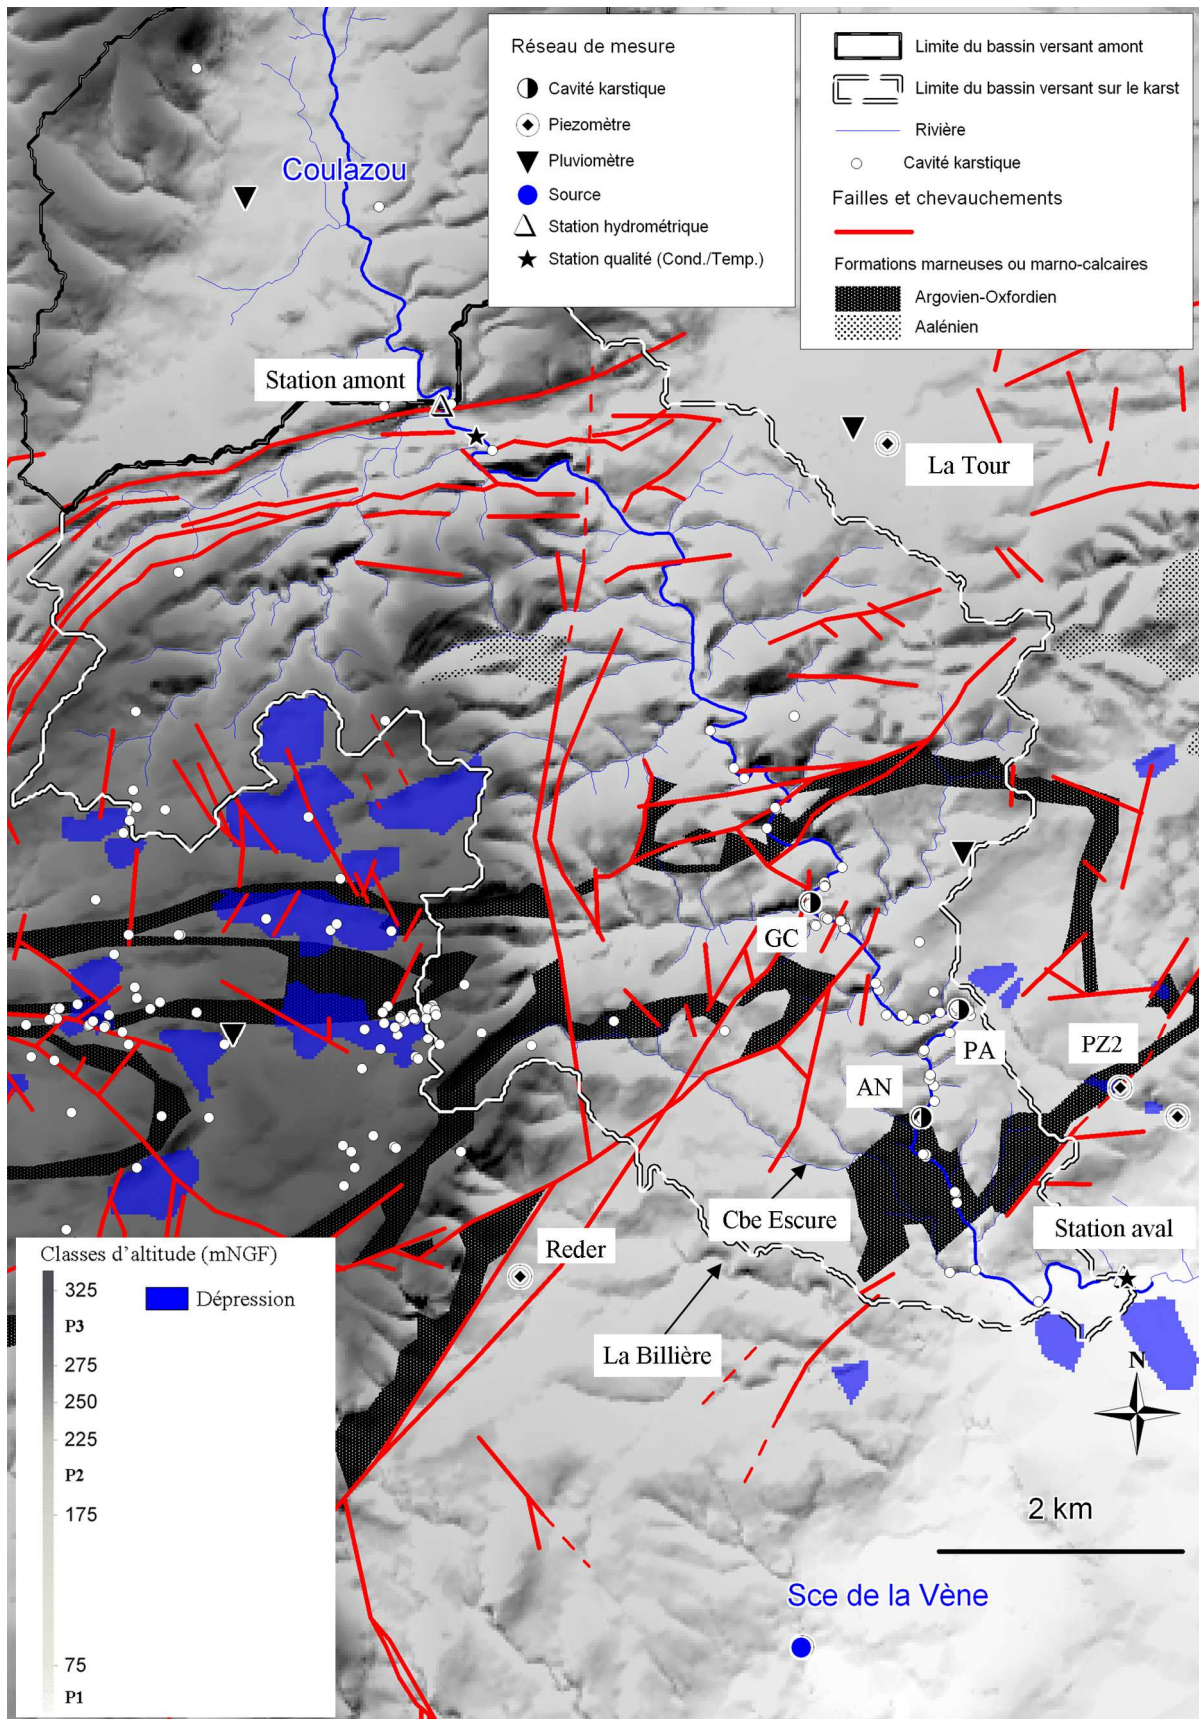 Réseau de mesure
Cavité karstique
Piezomètre
Pluviomètre
Source
Station hydrométrique
Station qualité (Cond./Temp.)
Limite du bassin versant amont
Limite du bassin versant sur le karst
Rivière
Cavité karstique
Failles et chevauchements
Formations marneuses ou marno-calcaires
Argovien-Oxfordien
Aalénien
Coulazou
Station amont
La Tour
GC
PA
PZ2
AN
Cbe Escure
Station aval
Reder
La Billière
N
2 km
Sce de la Vène
Classes d'altitude (mNGF)
325
Dépression
P3
275
250
225
P2
175
75
P1